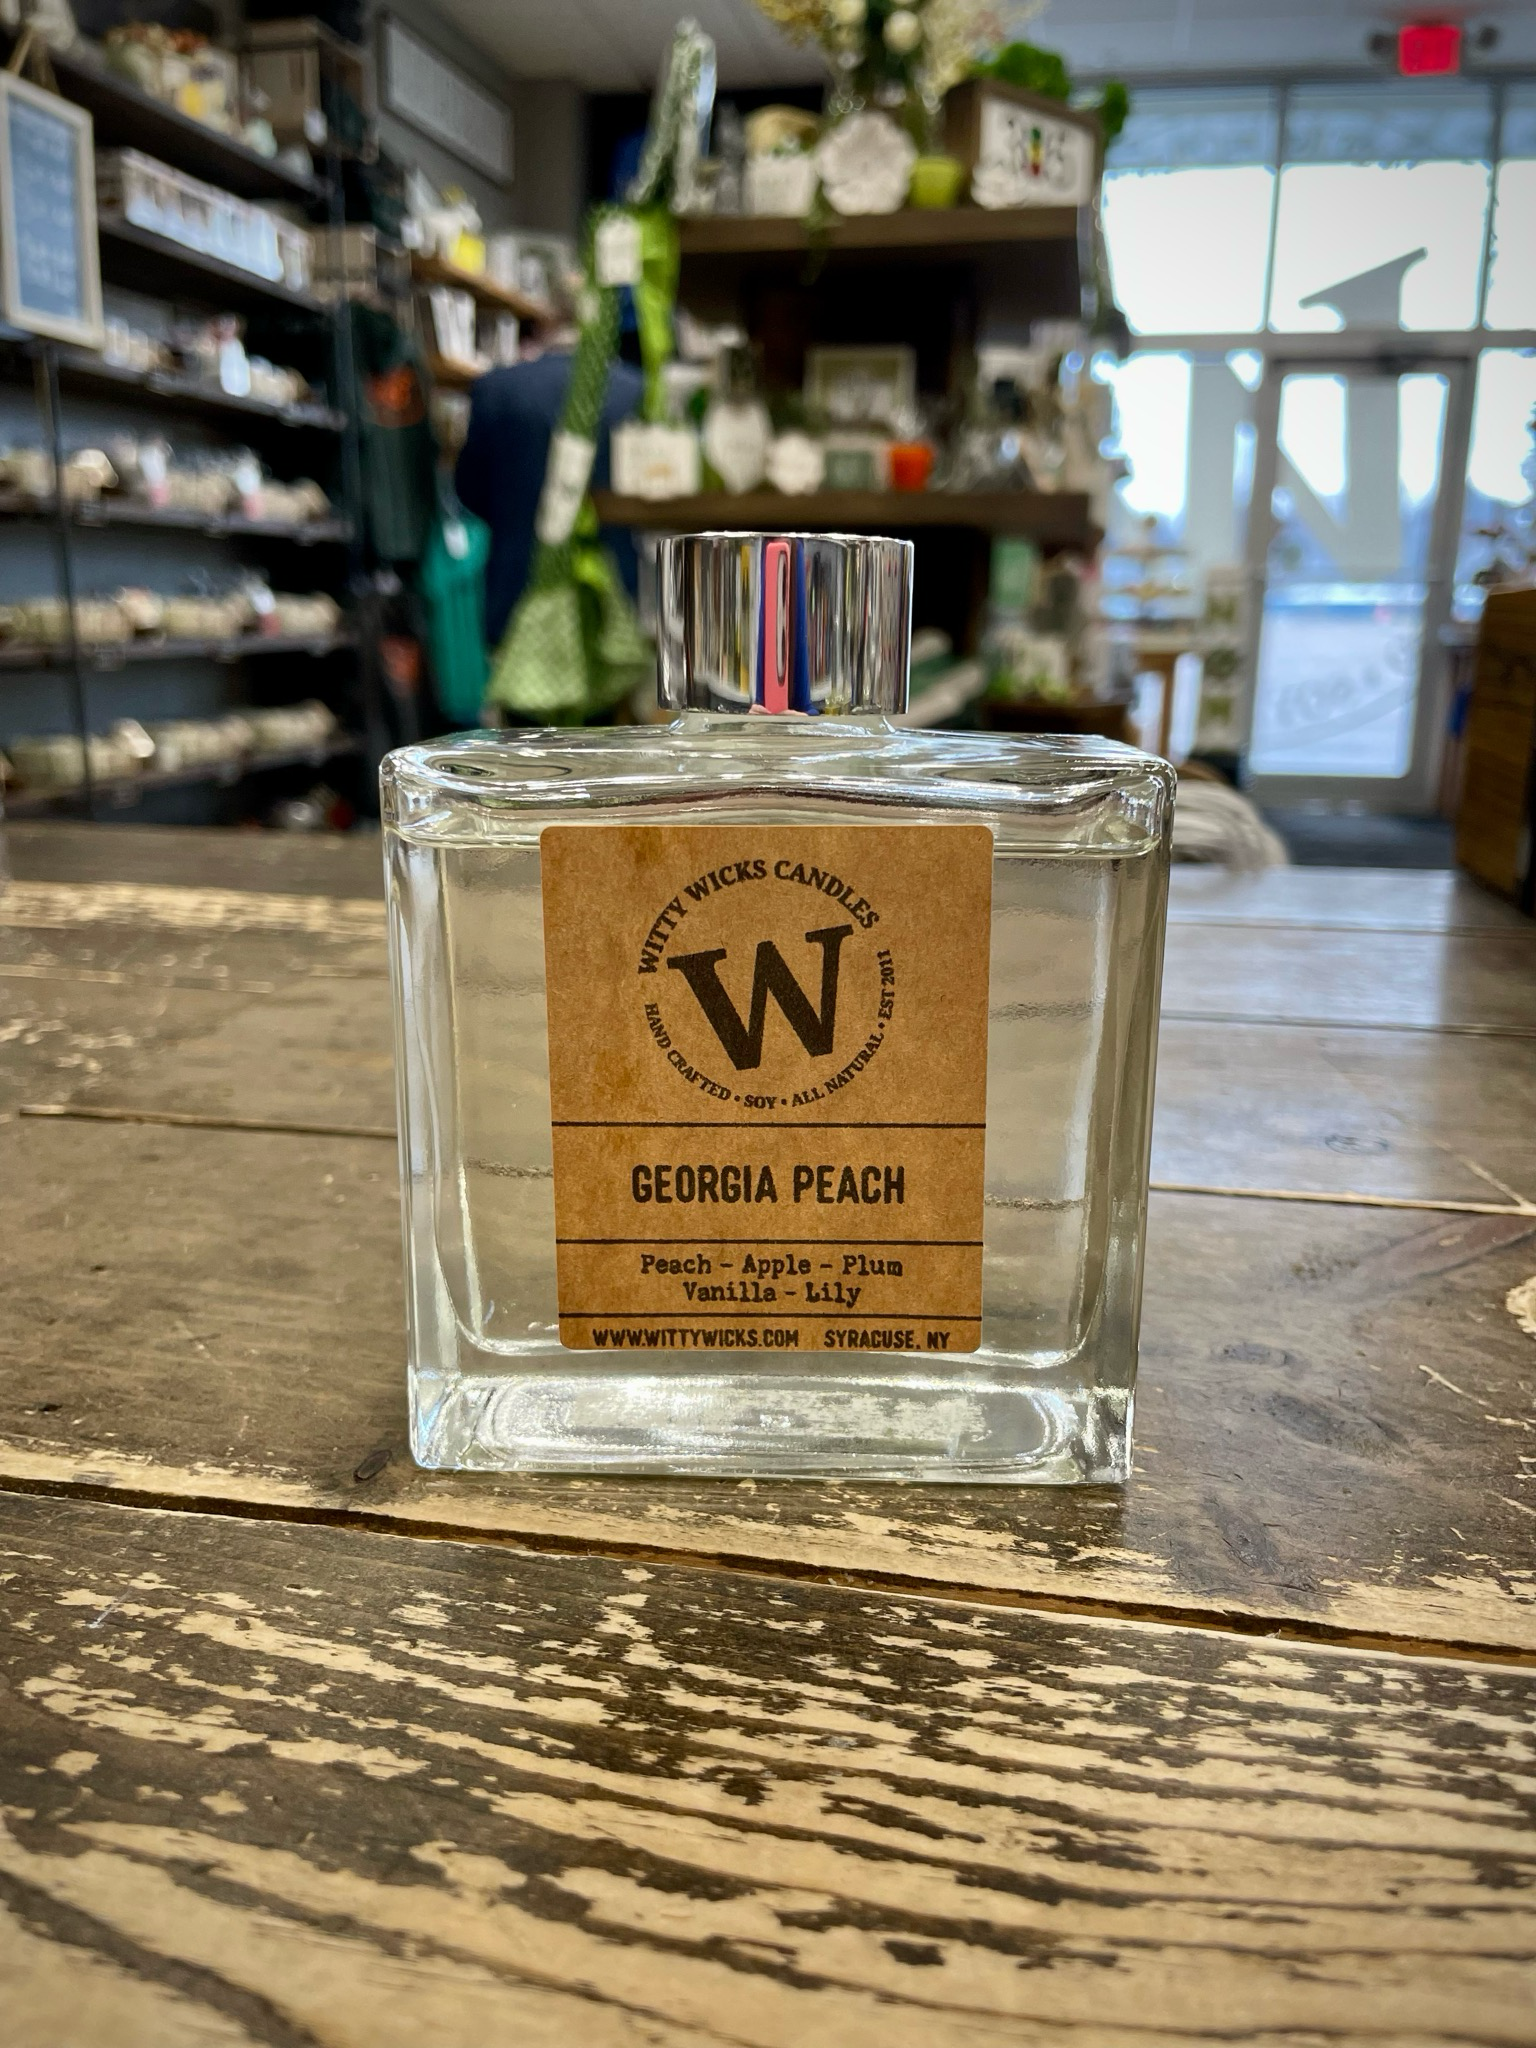 WITTY WICKS CANDLES
W
HAND CRAFTED • SOY • ALL NATURAL • EST 2011
GEORGIA PEACH
Peach - Apple - Plum
Vanilla - Lily
WWW.WITTYWICKS.COM SYRACUSE, NY